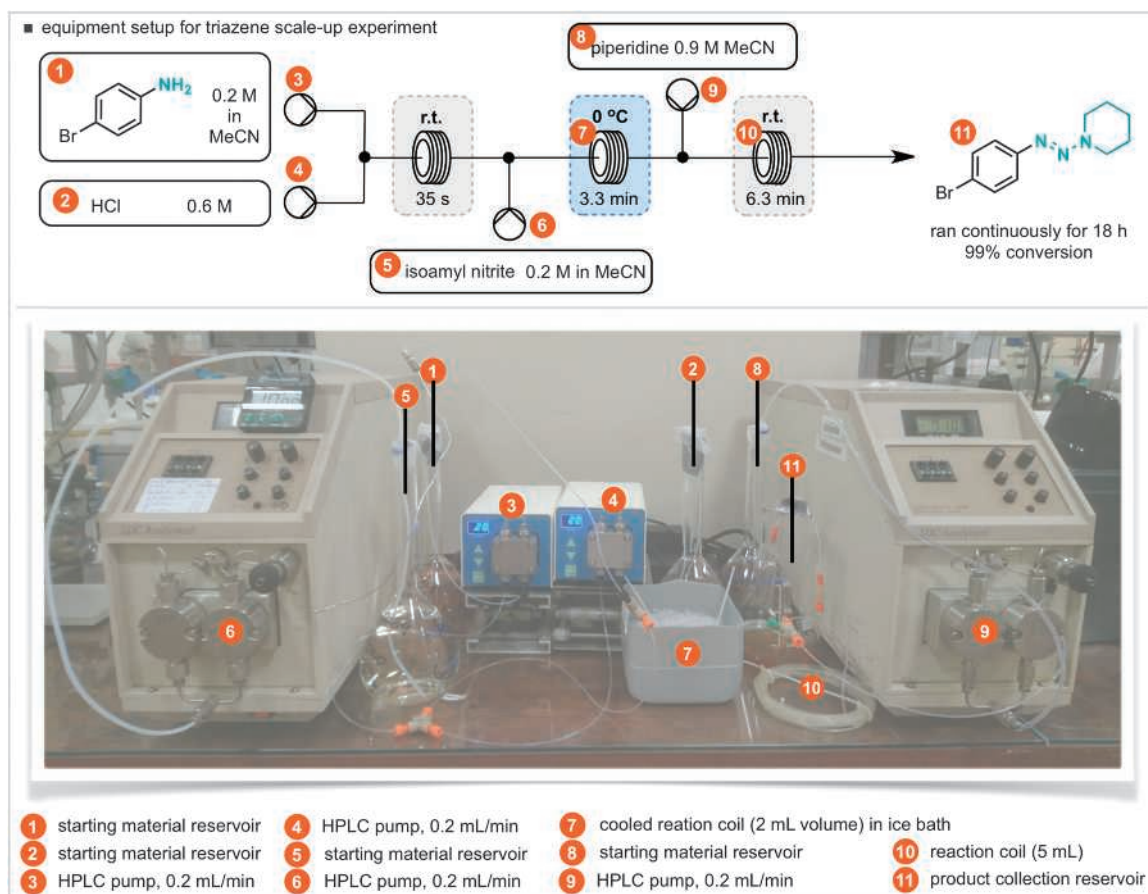 ■ equipment setup for triazene scale-up experiment
1
NH2
Br
0.2 M
in
MeCN
2 HCl 0.6 M
3
4
r.t.
35 s
5 isoamyl nitrite 0.2 M in MeCN
6
0 °C
7
3.3 min
8
piperidine 0.9 M MeCN
9
r.t.
10
6.3 min
11
N
N
N
Br
ran continuously for 18 h
99% conversion
1
2
8
5
11
3
4
20
20
6
7
9
10
1 starting material reservoir
2 starting material reservoir
3 HPLC pump, 0.2 mL/min
4 HPLC pump, 0.2 mL/min
5 starting material reservoir
6 HPLC pump, 0.2 mL/min
7 cooled reation coil (2 mL volume) in ice bath
8 starting material reservoir
9 HPLC pump, 0.2 mL/min
10 reaction coil (5 mL)
11 product collection reservoir